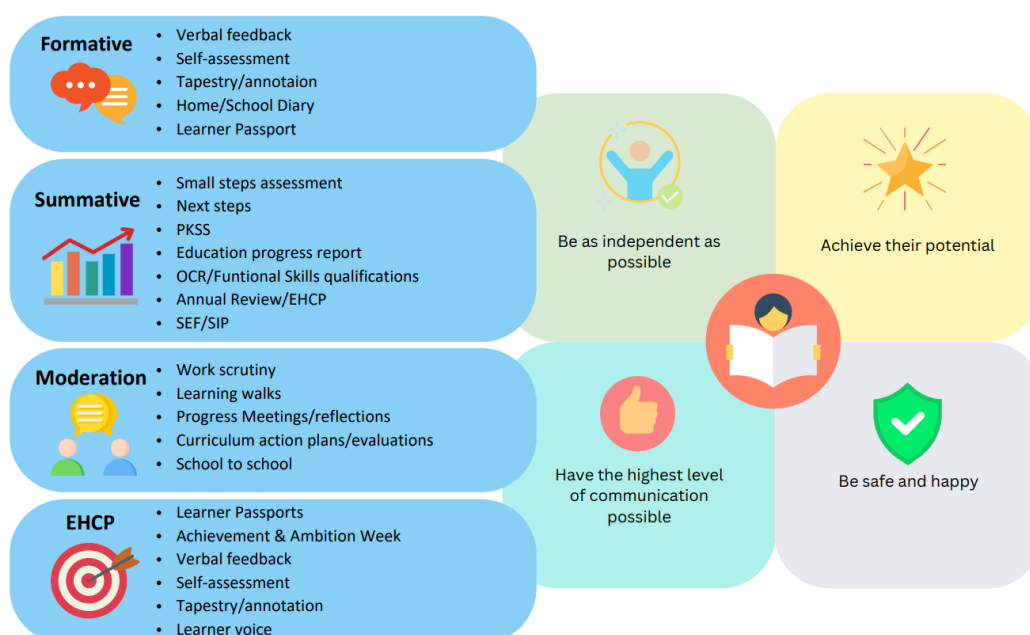 Formative
• Verbal feedback
• Self-assessment
• Tapestry/annotaion
• Home/School Diary
• Learner Passport
Summative
• Small steps assessment
• Next steps
• PKSS
• Education progress report
• OCR/Funtional Skills qualifications
• Annual Review/EHCP
• SEF/SIP
Moderation
• Work scrutiny
• Learning walks
• Progress Meetings/reflections
• Curriculum action plans/evaluations
• School to school
EHCP
• Learner Passports
• Achievement & Ambition Week
• Verbal feedback
• Self-assessment
• Tapestry/annotation
• Learner voice
Be as independent as
possible
Achieve their potential
Have the highest level
of communication
possible
Be safe and happy